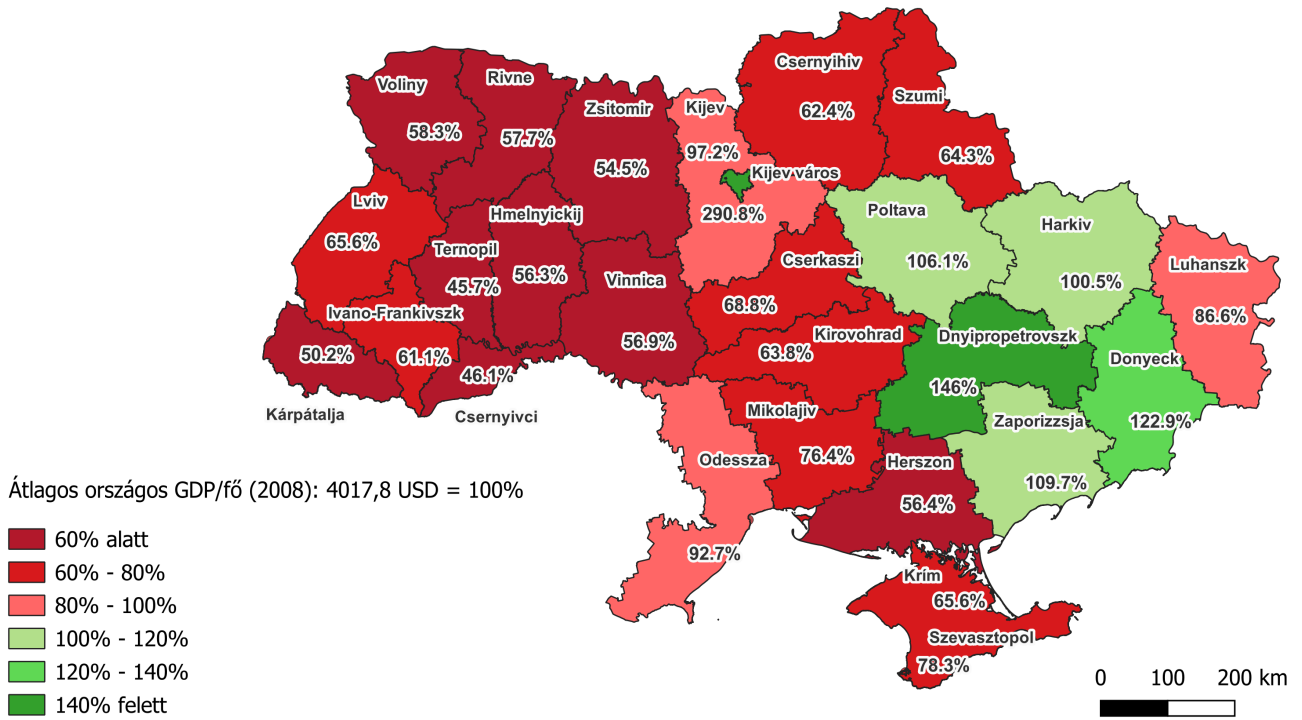 Csernyihiv
62.4%
Voliny
58.3%
Rivne
57.7%
Zsitomir
54.5%
Kijev
97.2%
Szumi
64.3%
Kijev város
290.8%
Lviv
65.6%
Hmelnyickij
56.3%
Ternopil
45.7%
Poltava
106.1%
Harkiv
100.5%
Cserkaszi
68.8%
Vinnica
56.9%
Luhanszk
86.6%
Ivano-Frankivszk
61.1%
Kirovohrad
63.8%
Dnyipropetrovszk
146%
Donyeck
122.9%
50.2%
Kárpátalja
46.1%
Csernyivci
Mikolajiv
76.4%
Zaporizzsja
109.7%
Odessza
92.7%
Herszon
56.4%
Krím
65.6%
Szevasztopol
78.3%
Átlagos országos GDP/fő (2008): 4017,8 USD = 100%
60% alatt
60% - 80%
80% - 100%
100% - 120%
120% - 140%
140% felett
0 100 200 km